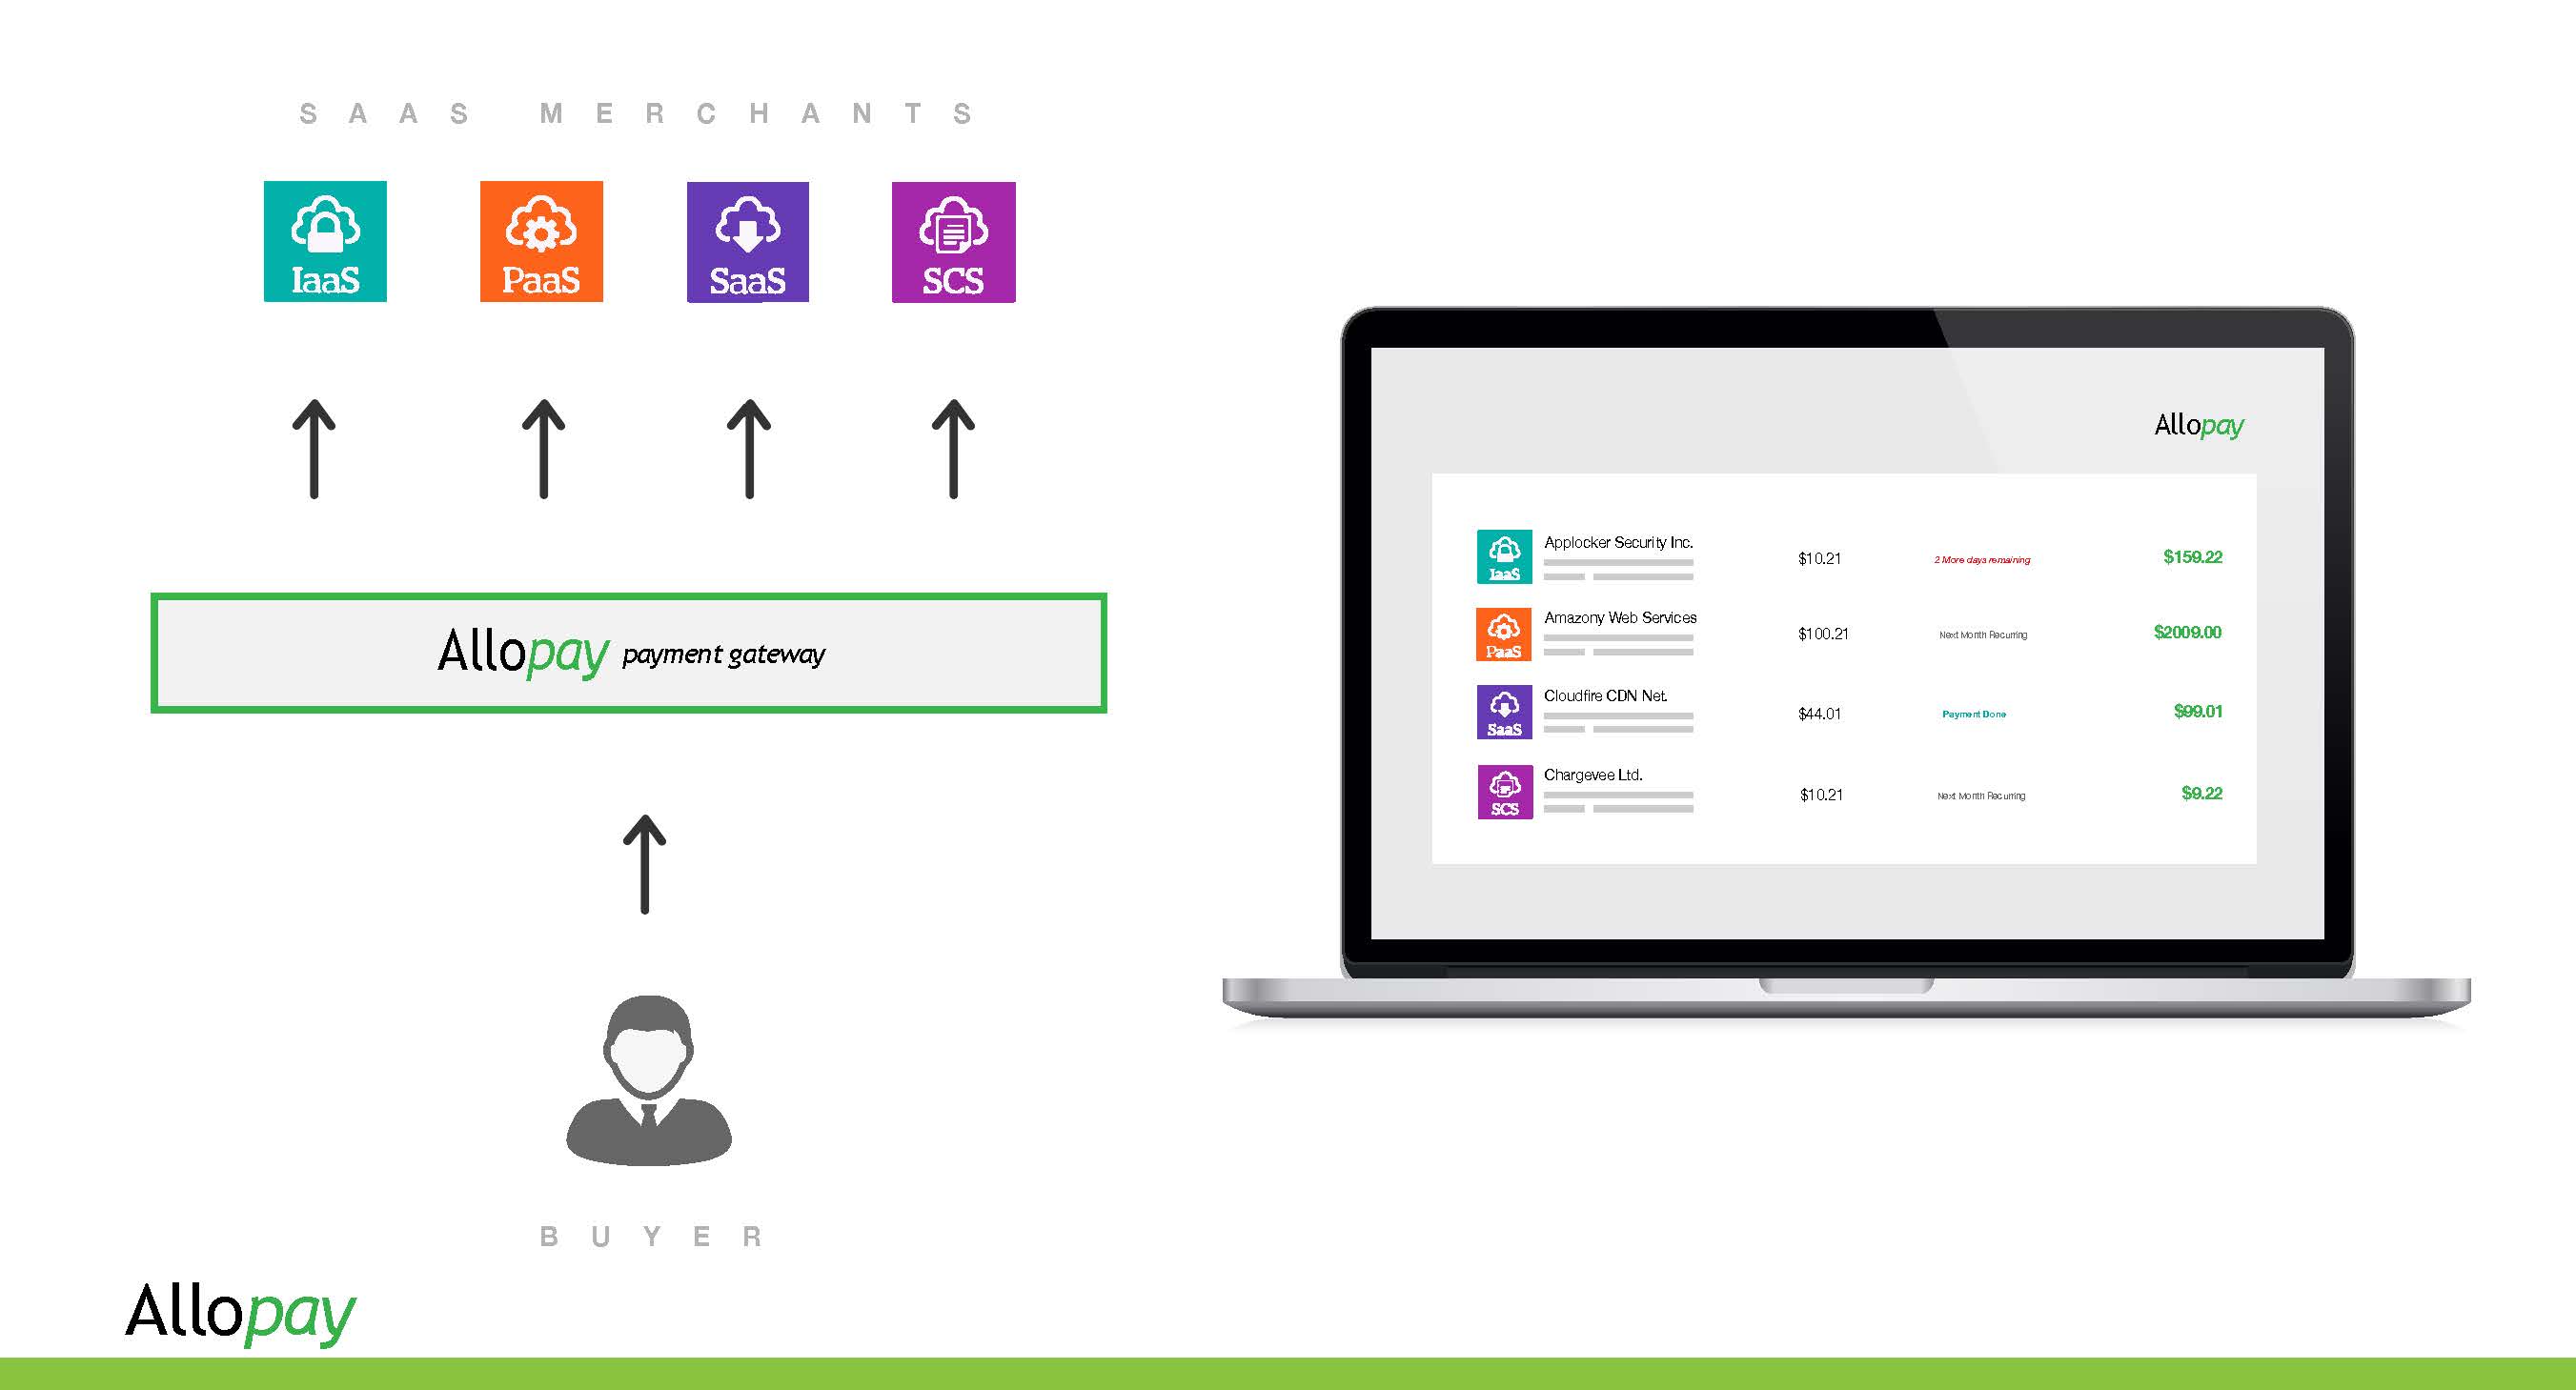 SAAS MERCHANTS
IaaS
PaaS
SaaS
SCS
Allopay payment gateway
BUYER
Allopay
Allopay
IaaS
Applocker Security Inc.
$10.21
2 More days remaining
$159.22
PaaS
Amazony Web Services
$100.21
Next Month Recurring
$2009.00
SaaS
Cloudfire CDN Net.
$44.01
Payment Done
$99.01
SCS
Chargevee Ltd.
$10.21
Next Month Recurring
$9.22